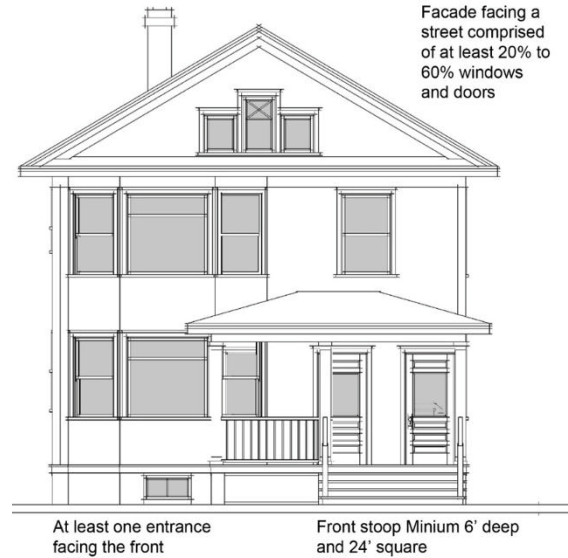 Facade facing a
street comprised
of at least 20% to
60% windows
and doors
At least one entrance
facing the front
Front stoop Minium 6’ deep
and 24’ square